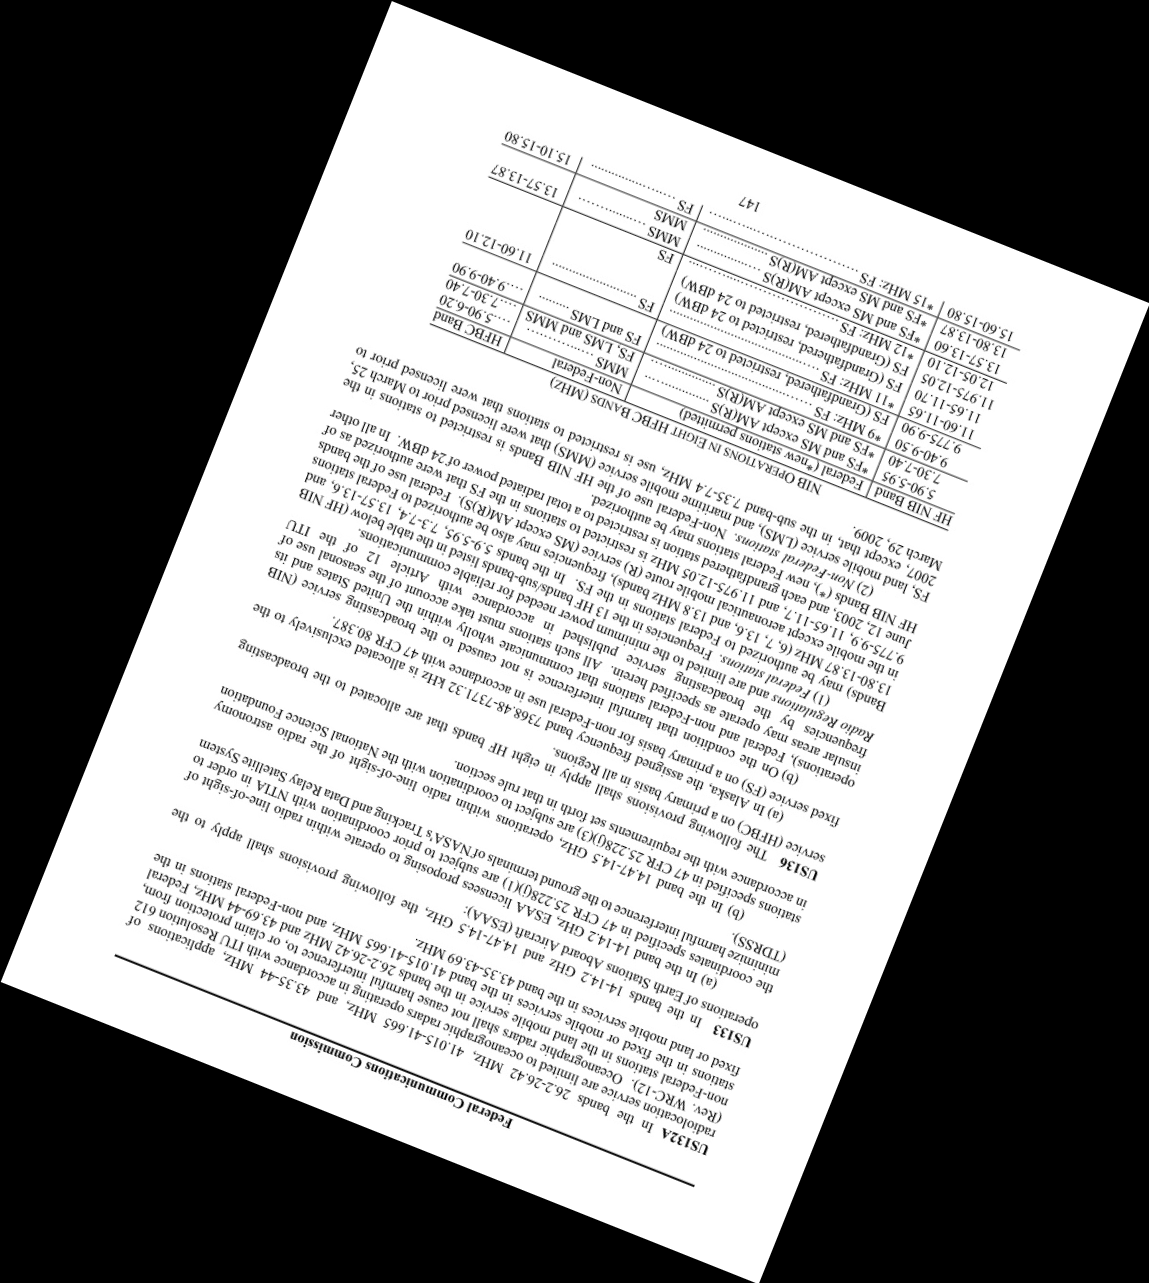 Federal Communications Commission
US132A In the bands 26.2-26.42 MHz, 41.015-41.665 MHz, and 43.35-44 MHz, applications of
radiolocation service are limited to oceanographic radars operating in accordance with ITU Resolution 612
(Rev. WRC-12). Oceanographic radars shall not cause harmful interference to, or claim protection from,
non-Federal stations in the land mobile service in the bands 26.2-26.42 MHz and 43.69-44 MHz, Federal
stations in the fixed or mobile services in the band 41.015-41.665 MHz, and non-Federal stations in the
fixed or land mobile services in the band 43.35-43.69 MHz.
US133 In the bands 14-14.2 GHz and 14.47-14.5 GHz, the following provisions shall apply to the
operations of Earth Stations Aboard Aircraft (ESAA):
(a) In the band 14-14.2 GHz, ESAA licensees proposing to operate within radio line-of-sight of
the coordinates specified in 47 CFR 25.228(j)(1) are subject to prior coordination with NTIA in order to
minimize harmful interference to the ground terminals of NASA's Tracking and Data Relay Satellite System
(TDRSS).
(b) In the band 14.47-14.5 GHz, operations within radio line-of-sight of the radio astronomy
stations specified in 47 CFR 25.228(j)(3) are subject to coordination with the National Science Foundation
in accordance with the requirements set forth in that rule section.
US136 The following provisions shall apply in eight HF bands that are allocated to the broadcasting
service (HFBC) on a primary basis in all Regions.
(a) In Alaska, the assigned frequency band 7368.48-7371.32 kHz is allocated exclusively to the
fixed service (FS) on a primary basis for non-Federal use in accordance with 47 CFR 80.387.
(b) On the condition that harmful interference is not caused to the broadcasting service (NIB
operations), Federal and non-Federal stations that communicate wholly within the United States and its
insular areas may operate as specified herein. All such stations must take account of the seasonal use of
frequencies by the broadcasting service published in accordance with Article 12 of the ITU
Radio Regulations and are limited to the minimum power needed for reliable communications.
(1) Federal stations. Frequencies in the 13 HF bands/sub-bands listed in the table below (HF NIB
Bands) may be authorized to Federal stations in the FS. In the bands 5.9-5.95, 7.3-7.4, 13.57-13.6, and
13.80-13.87 MHz (6, 7, 13.6, and 13.8 MHz bands), frequencies may also be authorized to Federal stations
in the mobile except aeronautical mobile route (R) service (MS except AM(R)S). Federal use of the bands
9.775-9.9, 11.65-11.7, and 11.975-12.05 MHz is restricted to stations in the FS that were authorized as of
June 12, 2003, and each grandfathered station is restricted to a total radiated power of 24 dBW. In all other
HF NIB Bands (*), new Federal stations may be authorized.
(2) Non-Federal stations. Non-Federal use of the HF NIB Bands is restricted to stations in the
FS, land mobile service (LMS), and maritime mobile service (MMS) that were licensed prior to March 25,
2007, except that, in the sub-band 7.35-7.4 MHz, use is restricted to stations that were licensed prior to
March 29, 2009.
NIB OPERATIONS IN EIGHT HFBC BANDS (MHz)
HF NIB Band Federal (*new stations permitted) Non-Federal HFBC Band
5.90-5.95 *FS and MS except AM(R)S .................... MMS .......................... ....5.90-6.20
7.30-7.40 *FS and MS except AM(R)S .................... FS, LMS and MMS ....7.30-7.40
9.40-9.50 *9 MHz: FS ............................................. FS and LMS .......... ....9.40-9.90
9.775-9.90 FS (Grandfathered, restricted to 24 dBW)
11.60-11.65 *11 MHz: FS ............................................ FS .......................... 11.60-12.10
11.65-11.70 FS (Grandfathered, restricted to 24 dBW)
11.975-12.05 FS (Grandfathered, restricted to 24 dBW)
12.05-12.10 *12 MHz: FS ........................................... FS
13.57-13.60 *FS and MS except AM(R)S .................... MMS .................... 13.57-13.87
13.80-13.87 *FS and MS except AM(R)S .................... MMS
15.60-15.80 *15 MHz: FS ........................................... FS ......................... 15.10-15.80
147